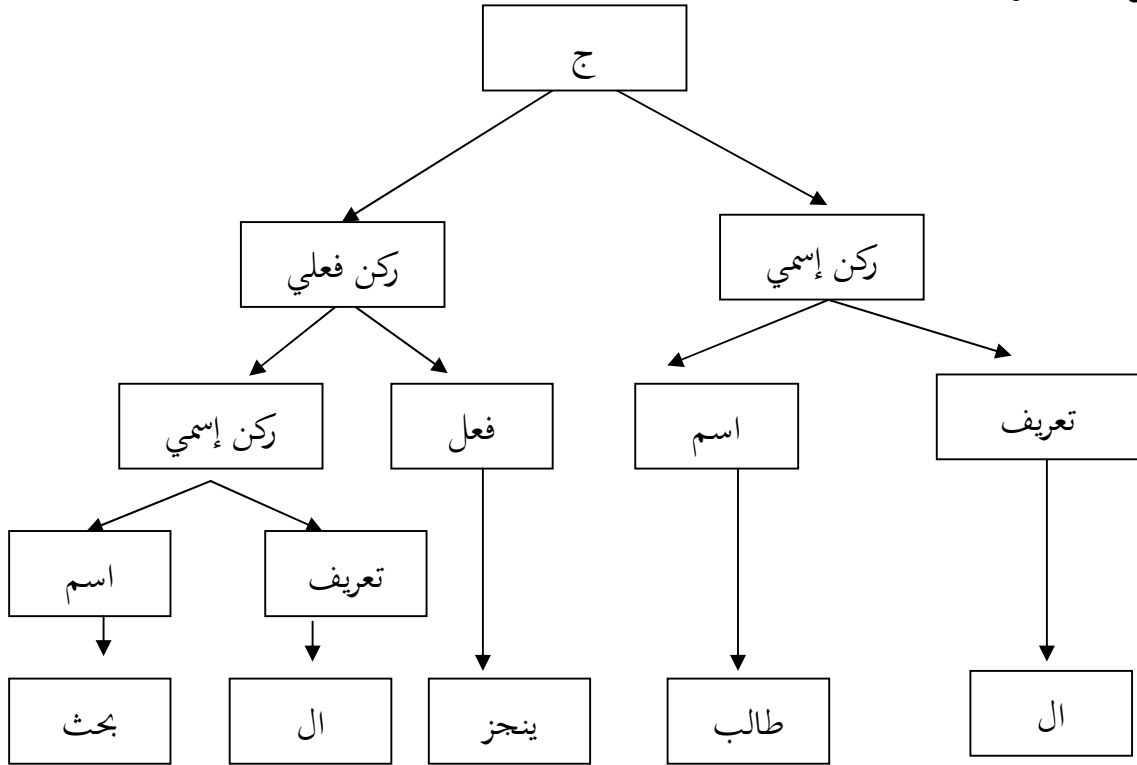 ج
ركن إسمي
ركن فعلي
تعريف
اسم
فعل
ركن إسمي
تعريف
اسم
ال
طالب
ينجز
ال
بحث